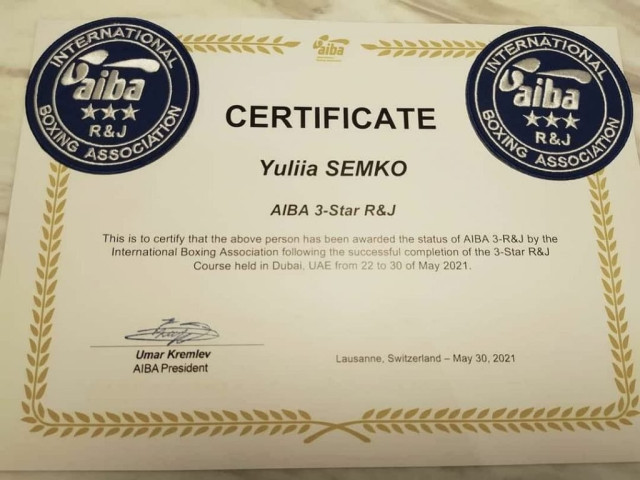 INTERNATIONAL
aiba
R&J
BOXING ASSOCIATION
aiba
INTERNATIONAL
aiba
R&J
BOXING ASSOCIATION
CERTIFICATE
Yuliia SEMKO
AIBA 3-Star R&J
This is to certify that the above person has been awarded the status of AIBA 3-R&J by the
International Boxing Association following the successful completion of the 3-Star R&J
Course held in Dubai, UAE from 22 to 30 of May 2021.
Umar Kremlev
AIBA President
Lausanne, Switzerland – May 30, 2021